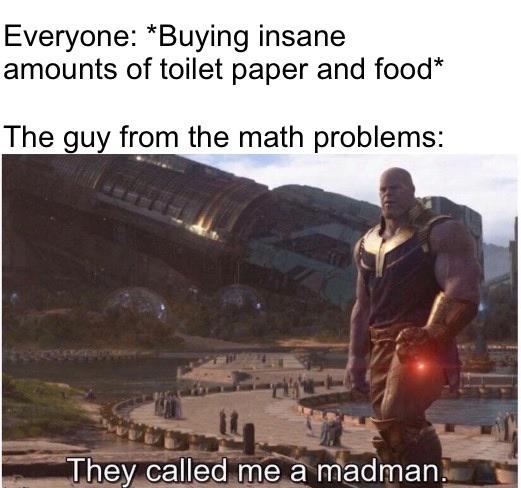 Everyone: *Buying insane
amounts of toilet paper and food*
The guy from the math problems:
They called me a madman.